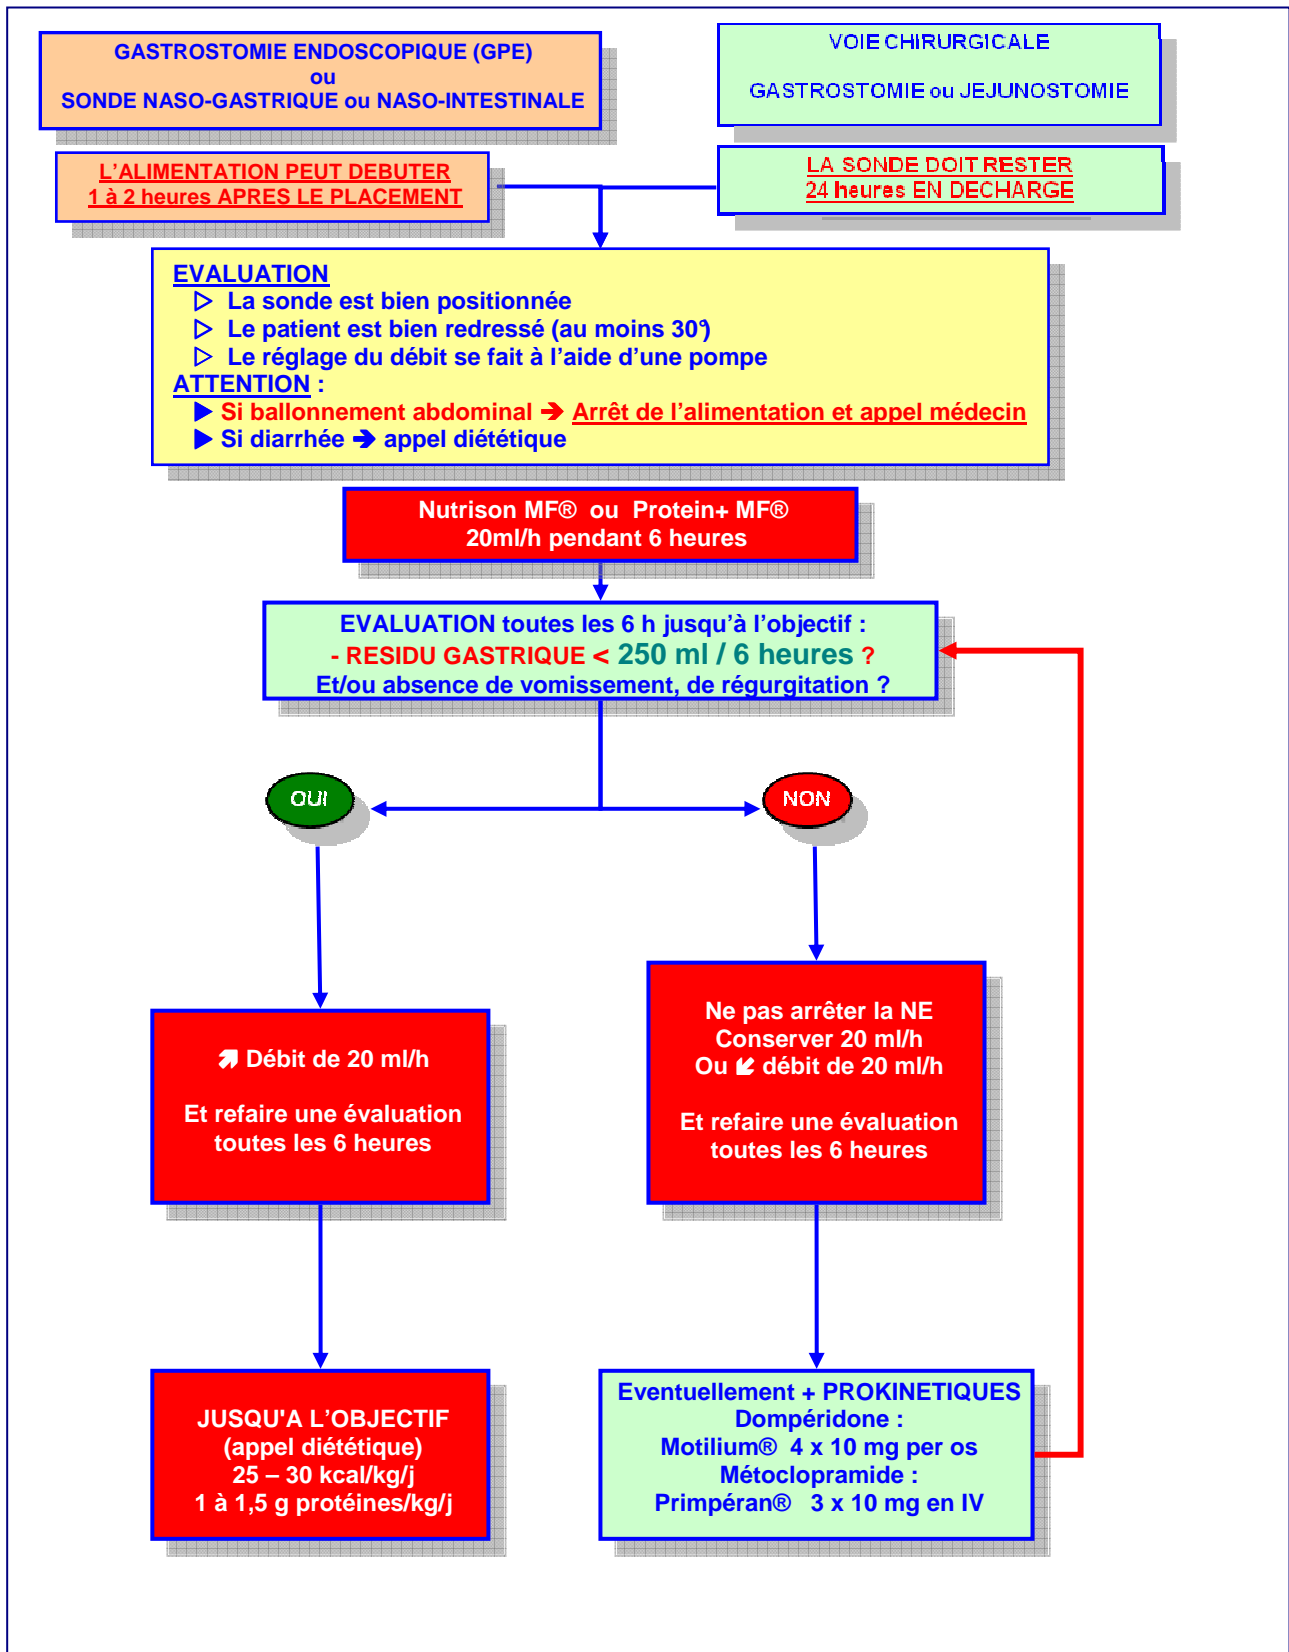 GASTROSTOMIE ENDOSCOPIQUE (GPE)
ou
SONDE NASO-GASTRIQUE ou NASO-INTESTINALE
VOIE CHIRURGICALE
GASTROSTOMIE ou JEJUNOSTOMIE
L'ALIMENTATION PEUT DEBUTER
1 à 2 heures APRES LE PLACEMENT
LA SONDE DOIT RESTER
24 heures EN DECHARGE
EVALUATION
▷ La sonde est bien positionnée
▷ Le patient est bien redressé (au moins 30°)
▷ Le réglage du débit se fait à l'aide d'une pompe
ATTENTION :
▶ Si ballonnement abdominal ➔ Arrêt de l'alimentation et appel médecin
▶ Si diarrhée ➔ appel diététique
Nutrison MF® ou Protein+ MF®
20ml/h pendant 6 heures
EVALUATION toutes les 6 h jusqu'à l'objectif :
- RESIDU GASTRIQUE < 250 ml / 6 heures ?
Et/ou absence de vomissement, de régurgitation ?
OUI
NON
⬈ Débit de 20 ml/h
Et refaire une évaluation
toutes les 6 heures
Ne pas arrêter la NE
Conserver 20 ml/h
Ou ⬋ débit de 20 ml/h
Et refaire une évaluation
toutes les 6 heures
JUSQU'A L'OBJECTIF
(appel diététique)
25 – 30 kcal/kg/j
1 à 1,5 g protéines/kg/j
Eventuellement + PROKINETIQUES
Dompéridone :
Motilium® 4 x 10 mg per os
Métoclopramide :
Primpéran® 3 x 10 mg en IV